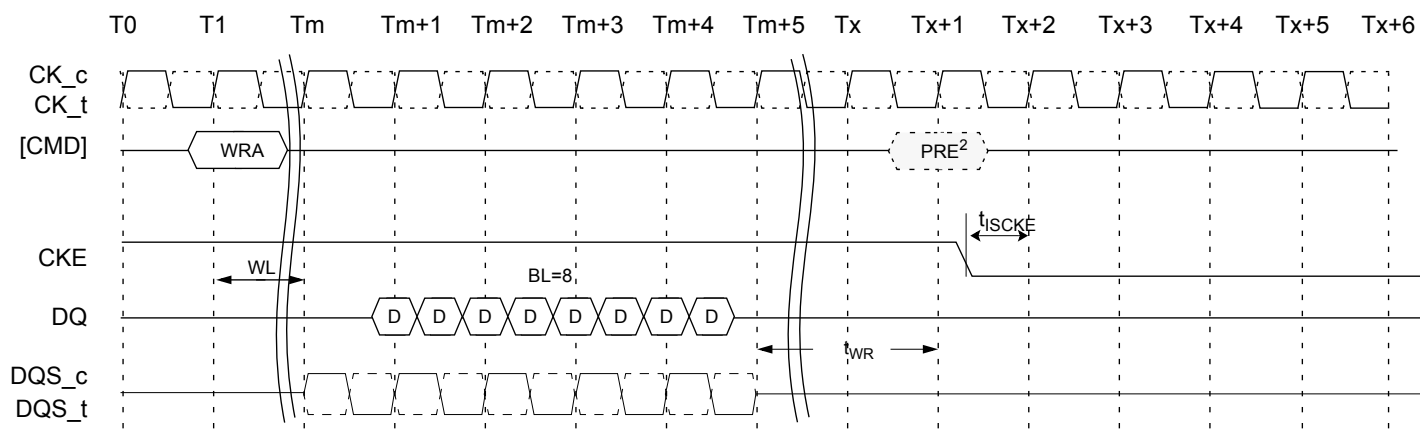 T0 T1 Tm Tm+1 Tm+2 Tm+3 Tm+4 Tm+5 Tx Tx+1 Tx+2 Tx+3 Tx+4 Tx+5 Tx+6
CK_c
CK_t
[CMD] WRA PRE2
tISCKE
CKE
WL
BL=8
DQ D D D D D D D D
tWR
DQS_c
DQS_t